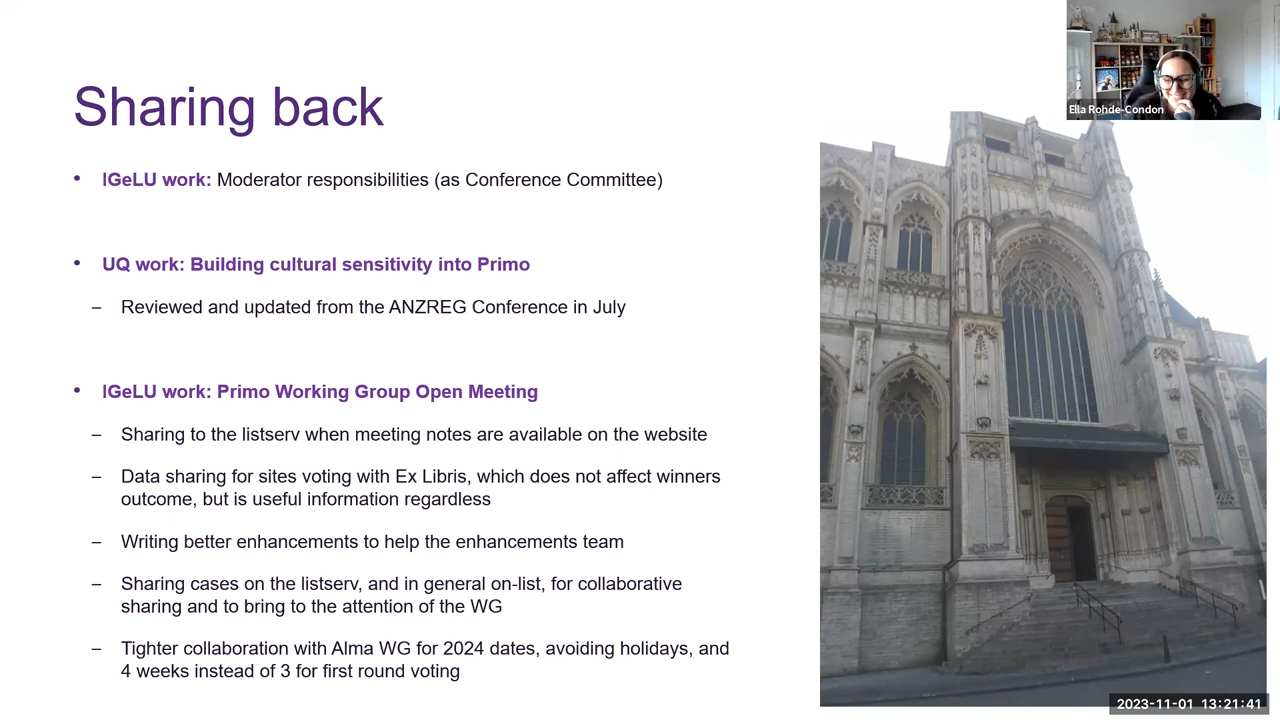 Ella Rohde-Condon
Sharing back
• IGeLU work: Moderator responsibilities (as Conference Committee)
• UQ work: Building cultural sensitivity into Primo
– Reviewed and updated from the ANZREG Conference in July
• IGeLU work: Primo Working Group Open Meeting
– Sharing to the listserv when meeting notes are available on the website
– Data sharing for sites voting with Ex Libris, which does not affect winners
outcome, but is useful information regardless
– Writing better enhancements to help the enhancements team
– Sharing cases on the listserv, and in general on-list, for collaborative
sharing and to bring to the attention of the WG
– Tighter collaboration with Alma WG for 2024 dates, avoiding holidays, and
4 weeks instead of 3 for first round voting
2023-11-01 13:21:41